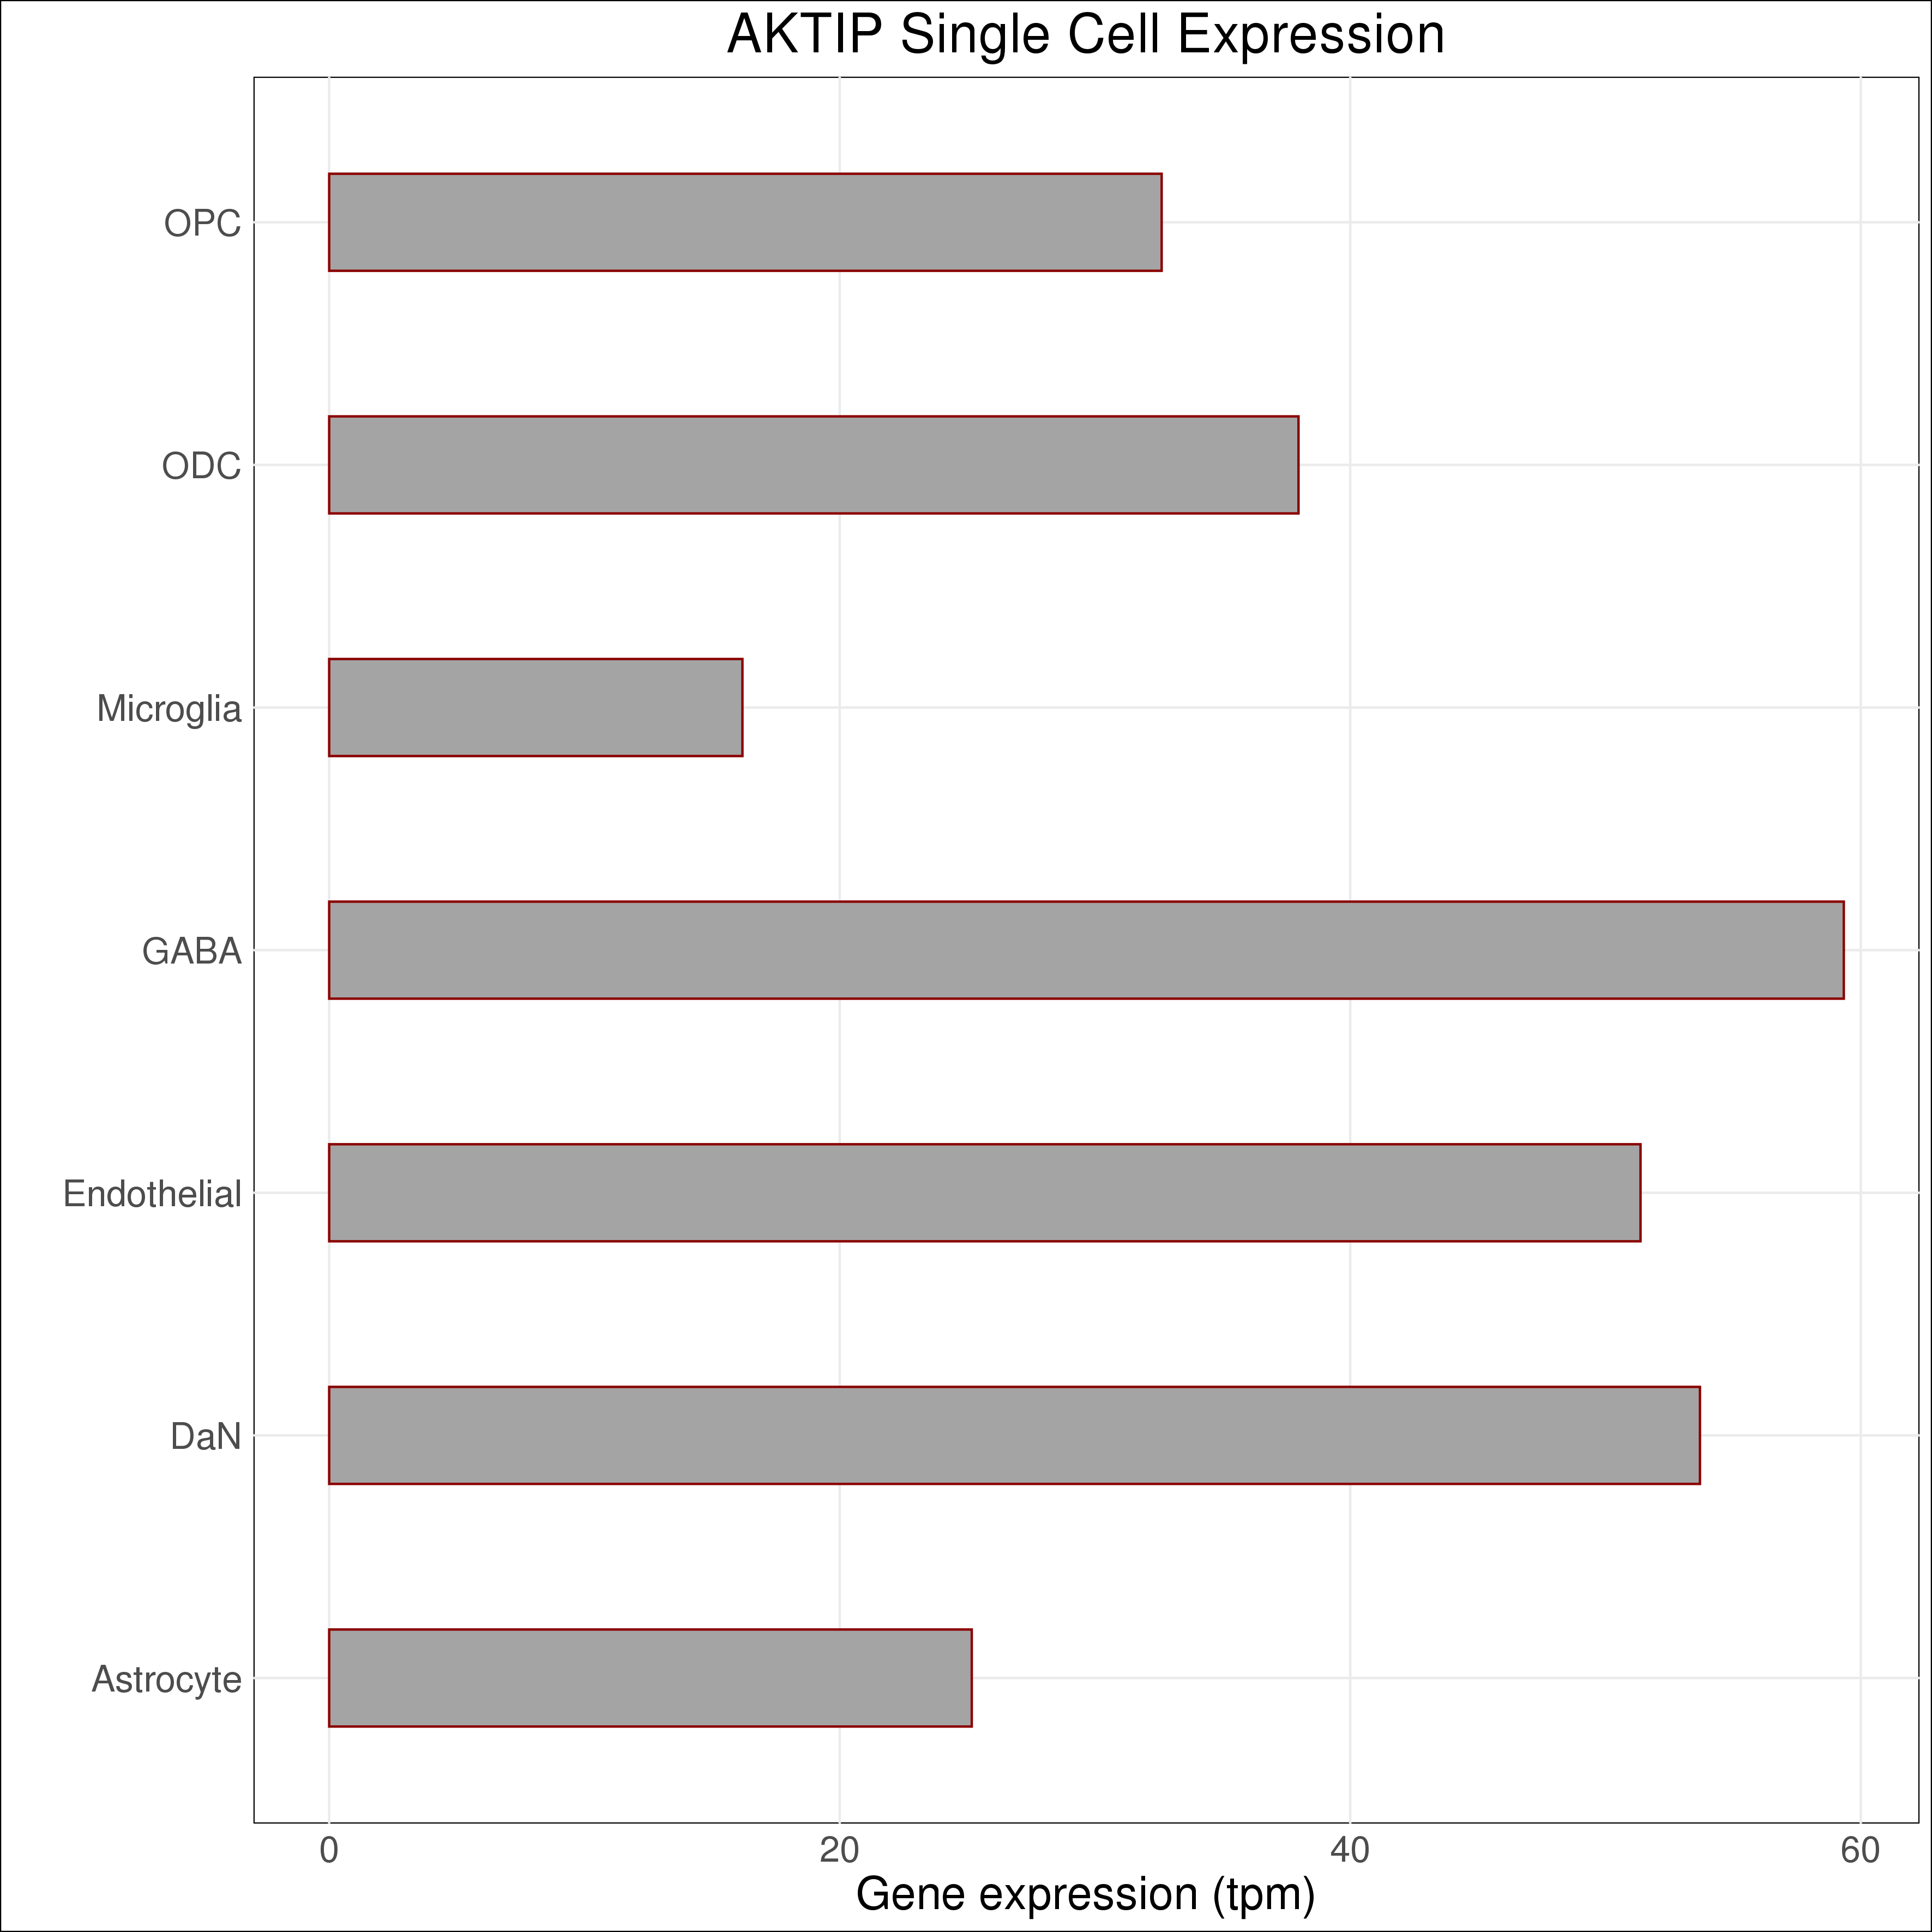 AKTIP Single Cell Expression
OPC
ODC
Microglia
GABA
Endothelial
DaN
Astrocyte
0 20 40 60
Gene expression (tpm)